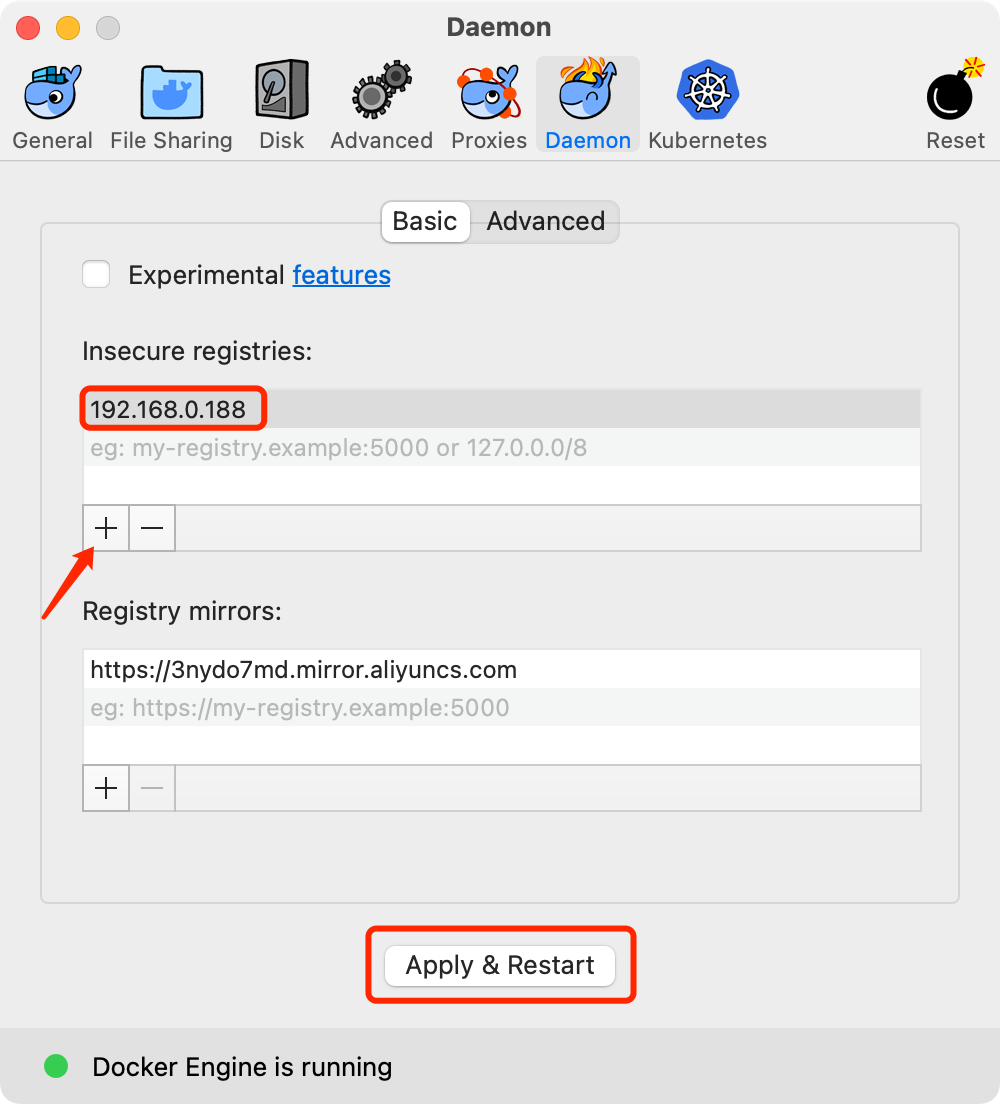 Daemon
General File Sharing Disk Advanced Proxies Daemon Kubernetes Reset
Basic Advanced
Experimental features
Insecure registries:
192.168.0.188
eg: my-registry.example:5000 or 127.0.0.0/8
Registry mirrors:
https://3nydo7md.mirror.aliyuncs.com
eg: https://my-registry.example:5000
Apply & Restart
Docker Engine is running